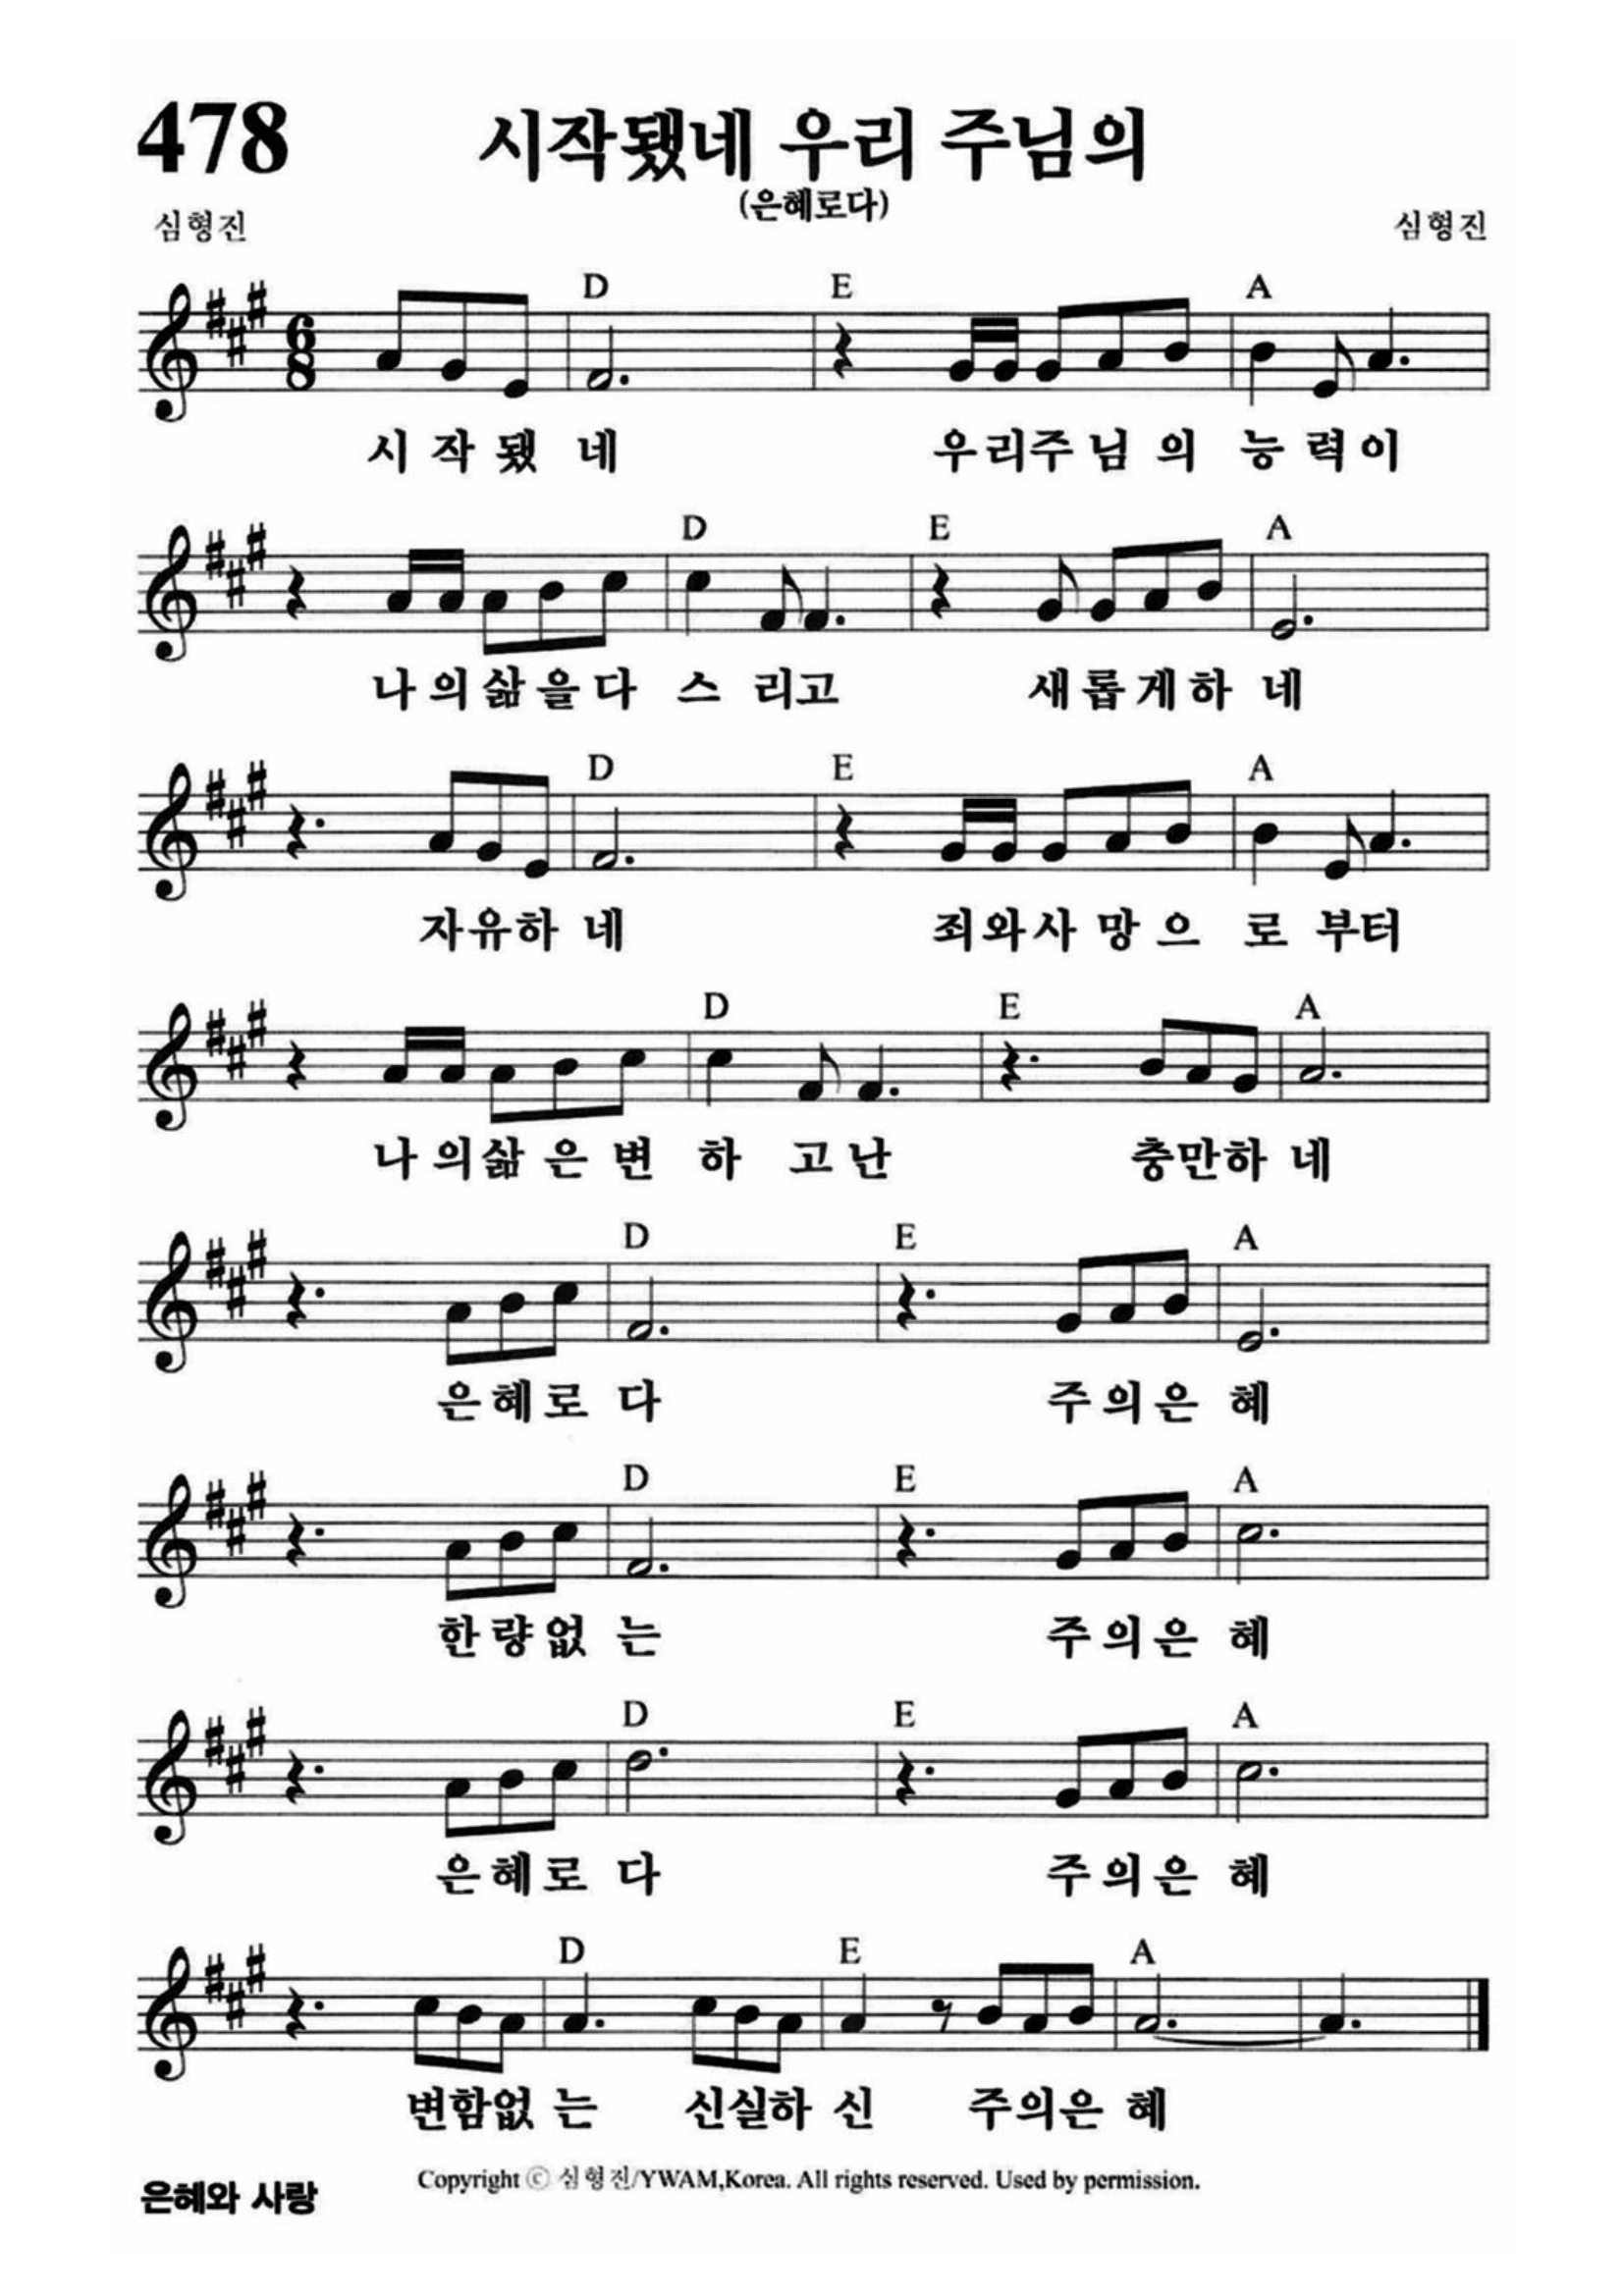 478
시작됐네 우리 주님의
(은혜로다)
심형진 심형진
D E A
시 작 됐 네 우리주 님 의 능 력이
D E A
나 의삶 을 다 스 리고 새롭게하 네
D E A
자유하 네 죄와사 망 으 로 부터
D E A
나 의삶 은 변 하 고 난 충만하 네
D E A
은혜로 다 주의은 혜
D E A
한량없 는 주의은 혜
D E A
은혜로 다 주의은 혜
D E A
변함없 는 신실하 신 주의은 혜
은혜와 사랑 Copyright ⓒ 심형진/YWAM,Korea. All rights reserved. Used by permission.